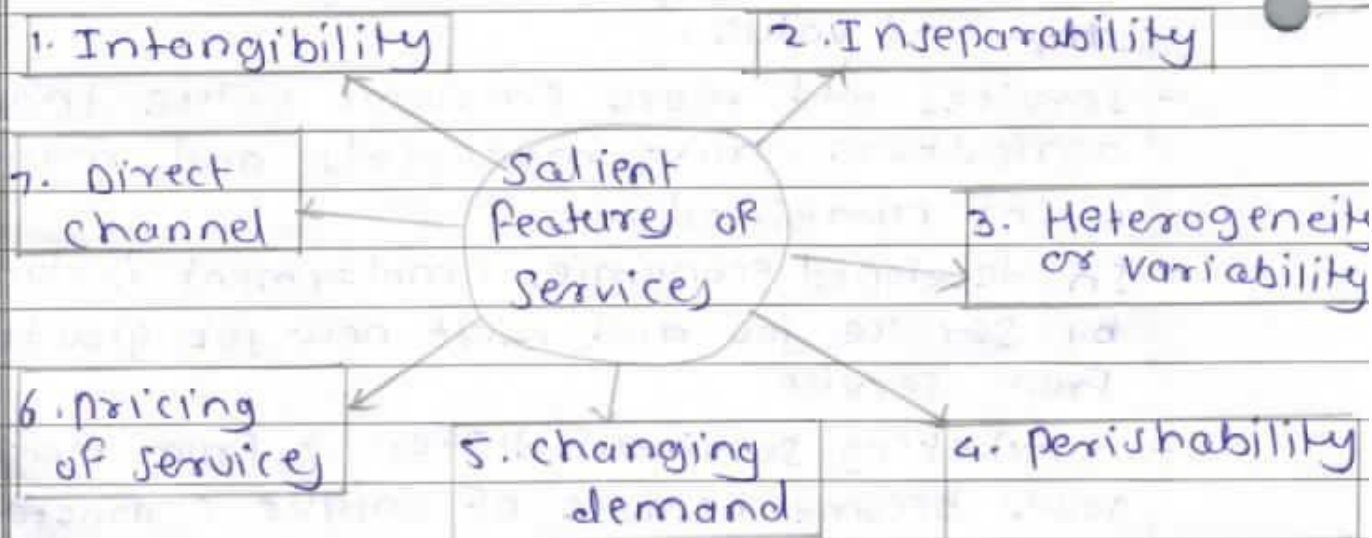 1. Intangibility
2. Inseparability
7. Direct
channel
Salient
features of
services
3. Heterogeneity
or variability
6. pricing
of services
5. changing
demand
4. perishability